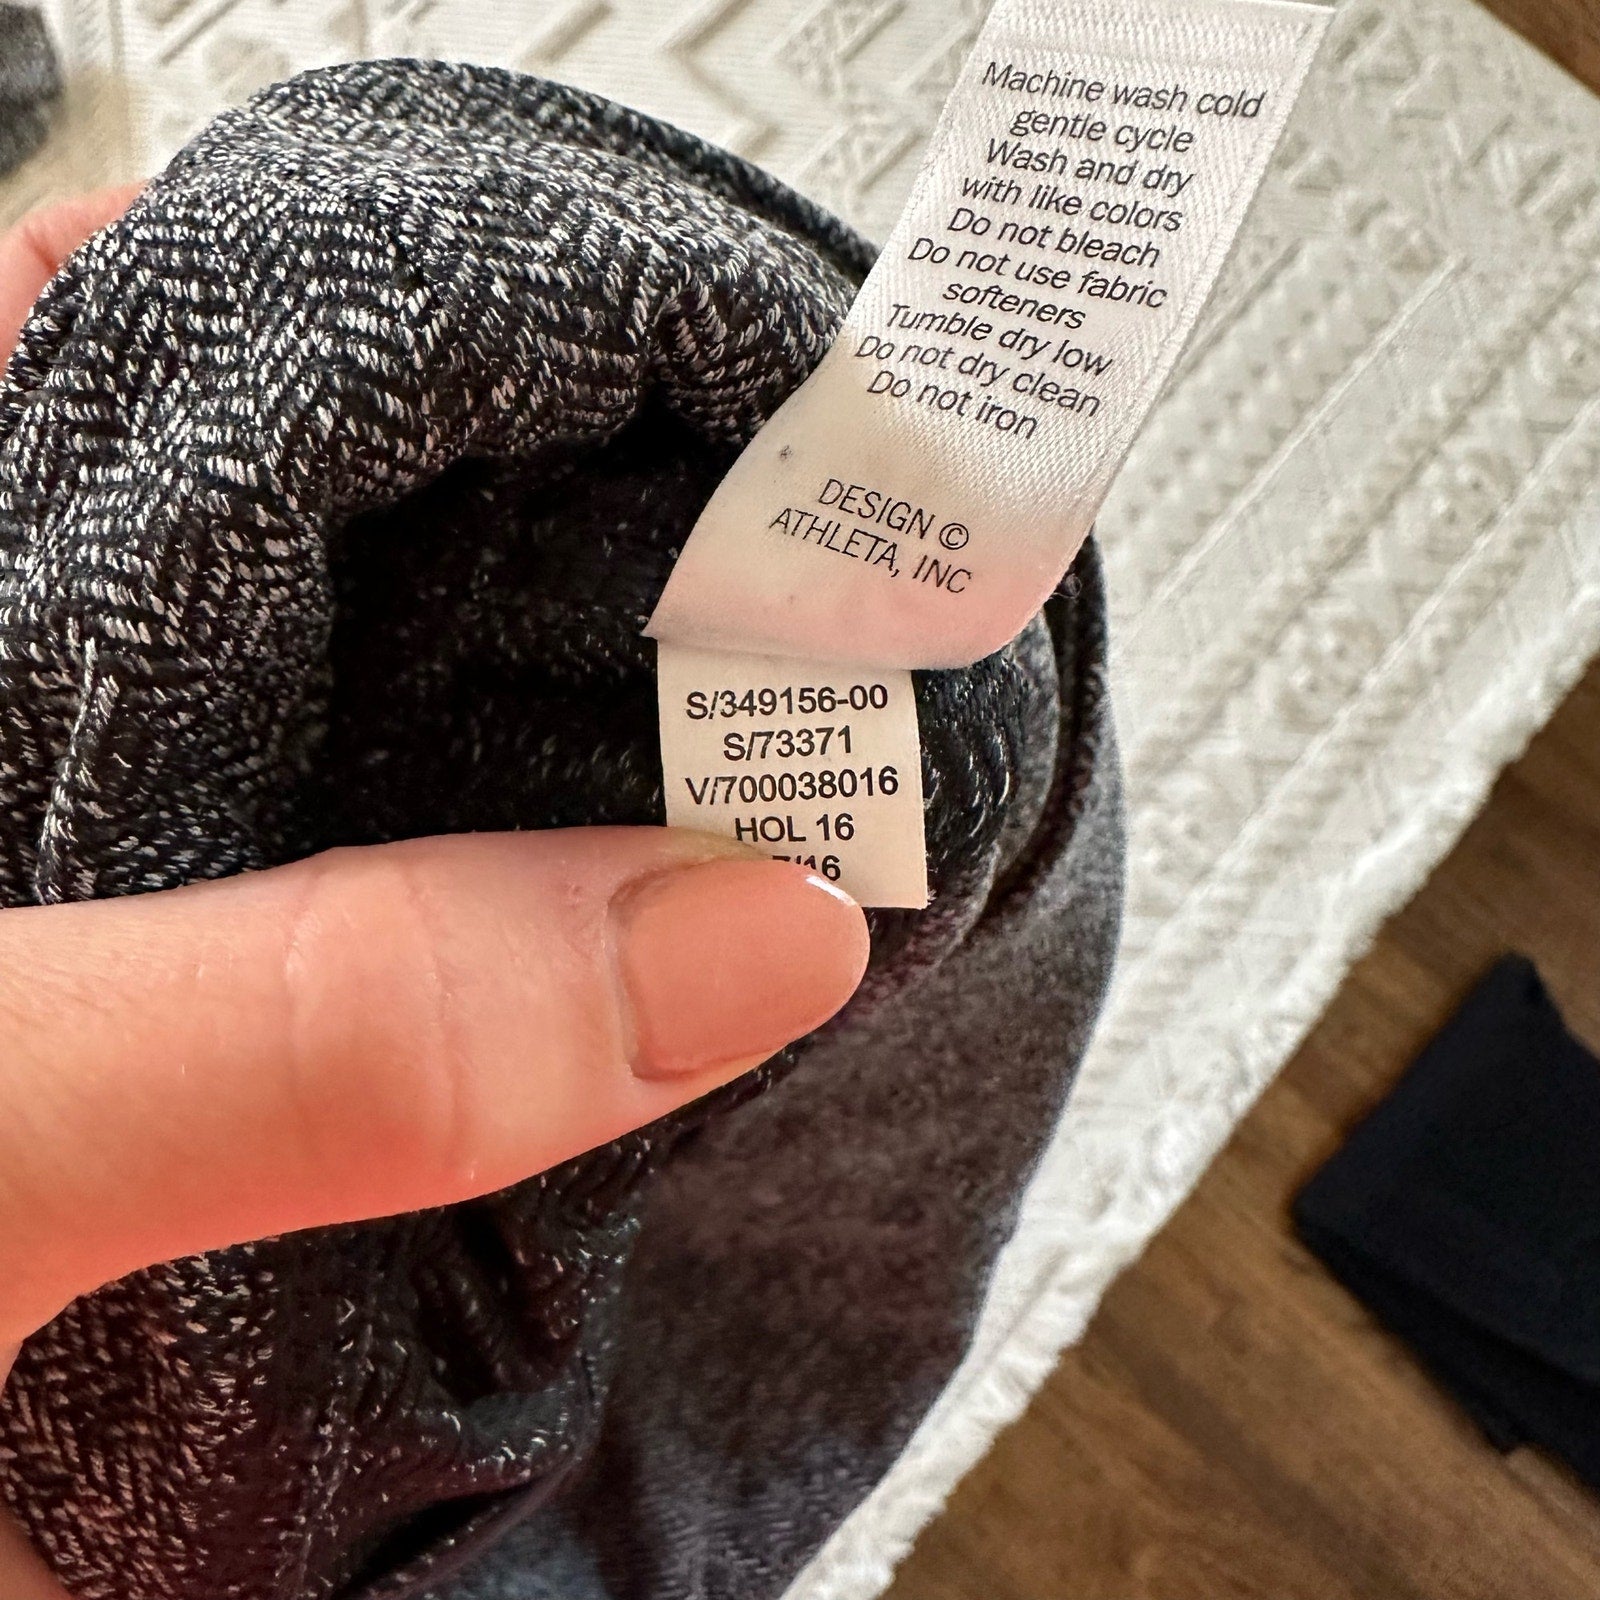 Machine wash cold
gentle cycle
Wash and dry
with like colors
Do not bleach
Do not use fabric
softeners
Tumble dry low
Do not dry clean
Do not iron
DESIGN ©
ATHLETA, INC
S/349156-00
S/73371
V/700038016
HOL 16
7/16